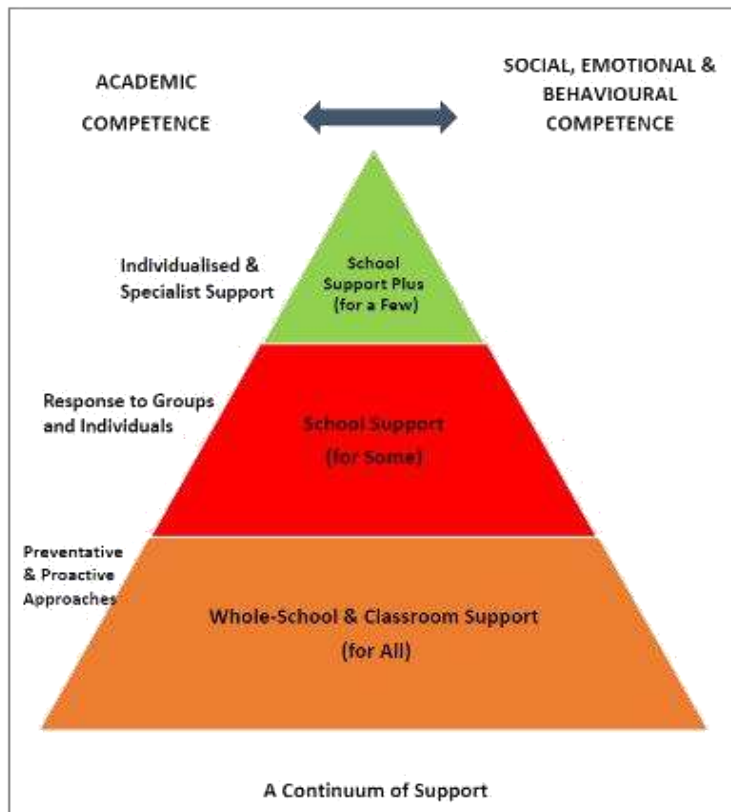 ACADEMIC
COMPETENCE
SOCIAL, EMOTIONAL &
BEHAVIOURAL
COMPETENCE
Individualised &
Specialist Support
School
Support Plus
(for a Few)
Response to Groups
and Individuals
School Support
(for Some)
Preventative
& Proactive
Approaches
Whole-School & Classroom Support
(for All)
A Continuum of Support